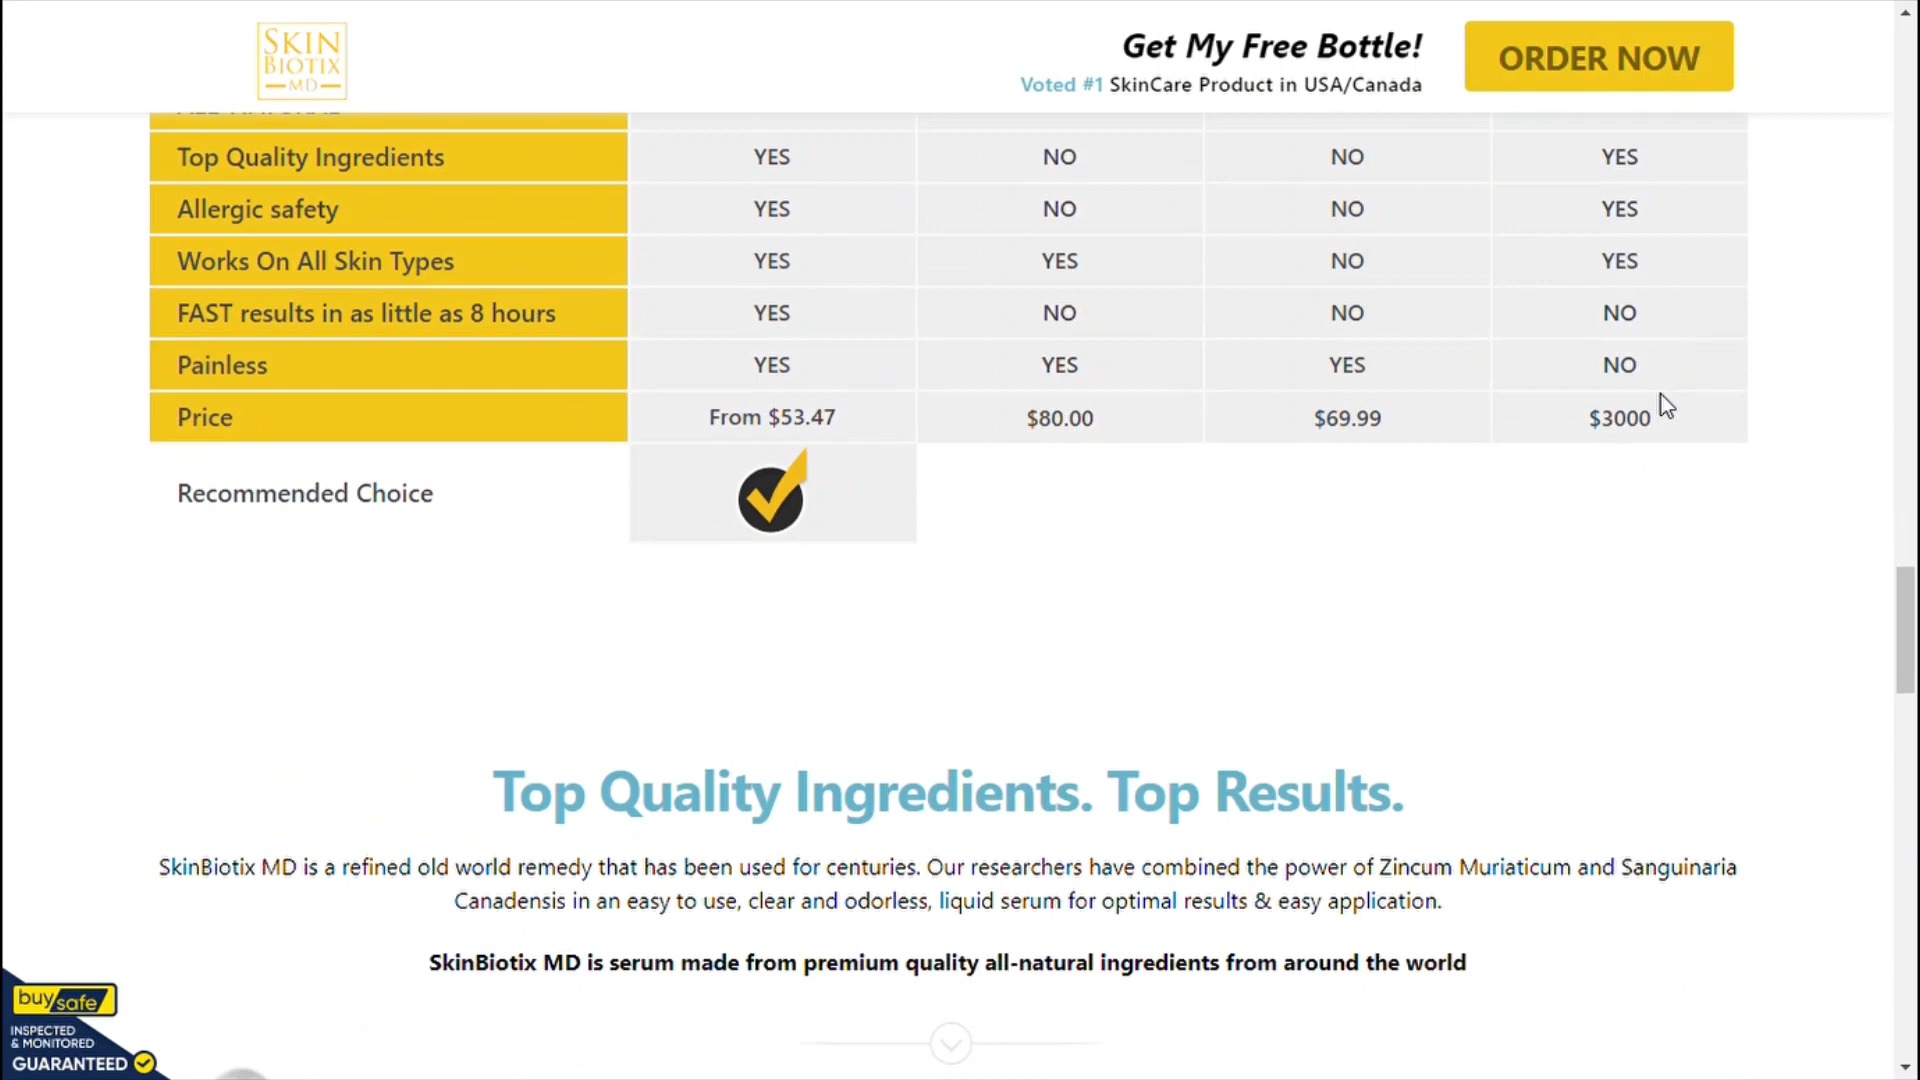 SKIN
BIOTIX
MD
Get My Free Bottle!
Voted #1 SkinCare Product in USA/Canada
ORDER NOW
Top Quality Ingredients YES NO NO YES
Allergic safety YES NO NO YES
Works On All Skin Types YES YES NO YES
FAST results in as little as 8 hours YES NO NO NO
Painless YES YES YES NO
Price From $53.47 $80.00 $69.99 $3000
Recommended Choice
Top Quality Ingredients. Top Results.
SkinBiotix MD is a refined old world remedy that has been used for centuries. Our researchers have combined the power of Zincum Muriaticum and Sanguinaria
Canadensis in an easy to use, clear and odorless, liquid serum for optimal results & easy application.
SkinBiotix MD is serum made from premium quality all-natural ingredients from around the world
buy safe
INSPECTED
& MONITORED
GUARANTEED